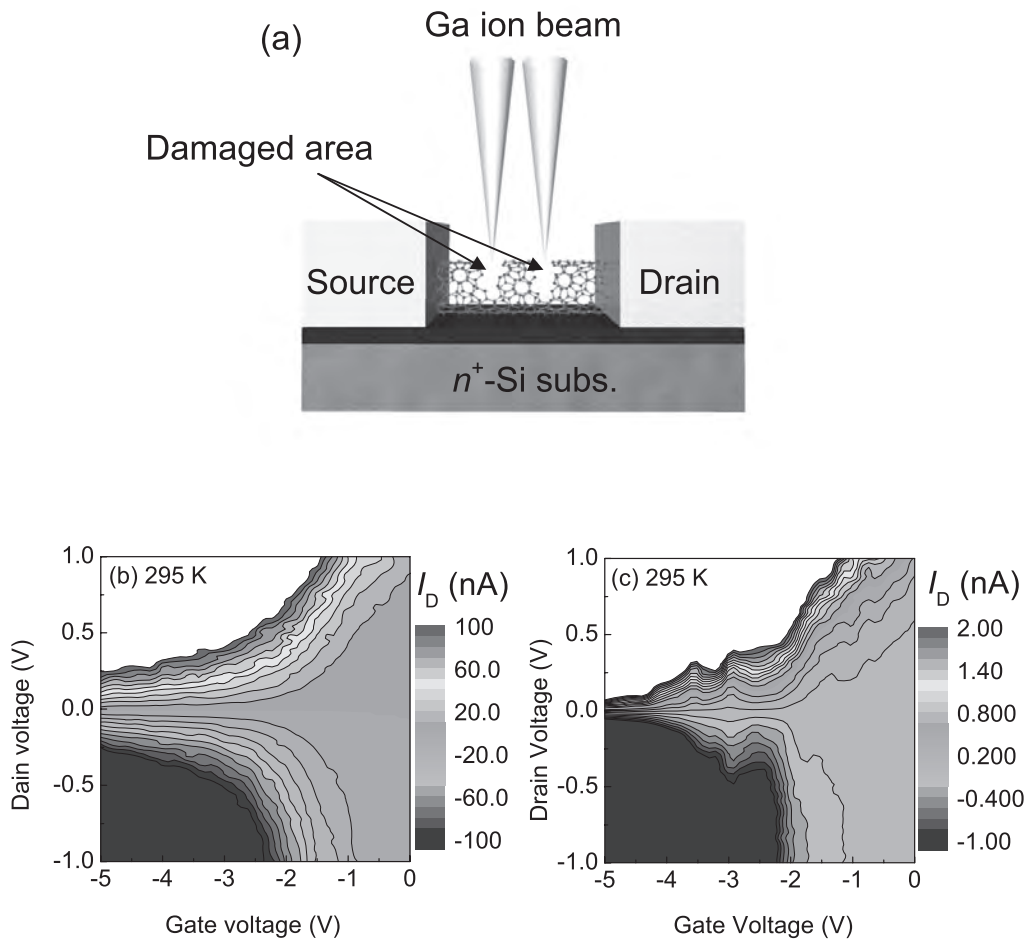 (a)
Ga ion beam
Damaged area
Source
Drain
n⁺-Si subs.
(b) 295 K
I_D (nA)
100
60.0
20.0
-20.0
-60.0
-100
1.0
0.5
0.0
-0.5
-1.0
Dain voltage (V)
-5 -4 -3 -2 -1 0
Gate voltage (V)
(c) 295 K
I_D (nA)
2.00
1.40
0.800
0.200
-0.400
-1.00
1.0
0.5
0.0
-0.5
-1.0
Drain Voltage (V)
-5 -4 -3 -2 -1 0
Gate Voltage (V)